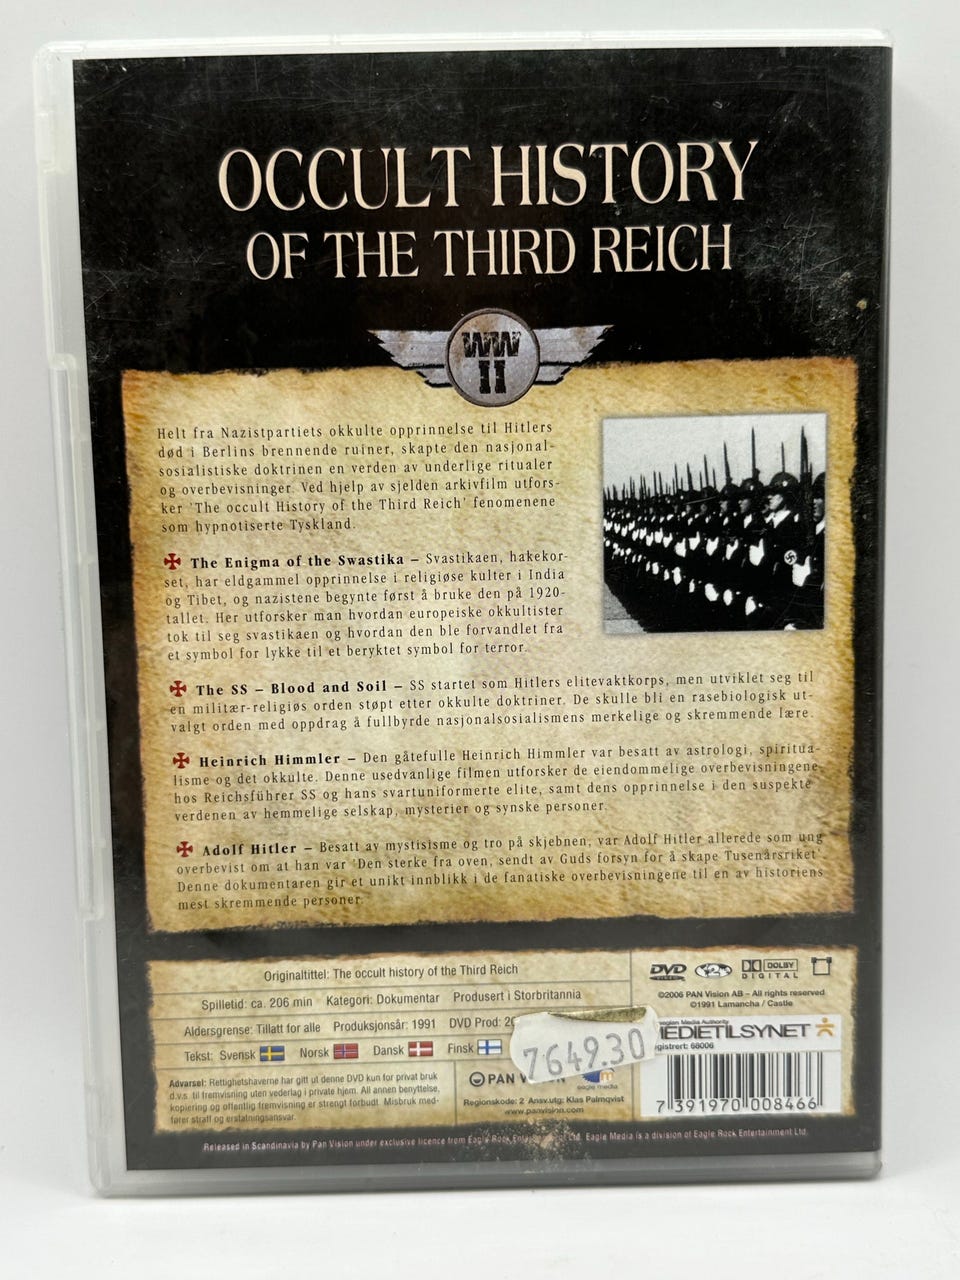 OCCULT HISTORY
OF THE THIRD REICH
WW
II
Helt fra Nazistpartiets okkulte opprinnelse til Hitlers
død i Berlins brennende ruiner, skapte den nasjonal-
sosialistiske doktrinen en verden av underlige ritualer
og overbevisninger. Ved hjelp av sjelden arkivfilm utfors-
ker 'The occult History of the Third Reich' fenomenene
som hypnotiserte Tyskland.
The Enigma of the Swastika – Svastikaen, hakekor-
set, har eldgammel opprinnelse i religiøse kulter i India
og Tibet, og nazistene begynte først å bruke den på 1920-
tallet. Her utforsker man hvordan europeiske okkultister
tok til seg svastikaen og hvordan den ble forvandlet fra
et symbol for lykke til et beryktet symbol for terror.
The SS – Blood and Soil – SS startet som Hitlers elitevaktkorps, men utviklet seg til
en militær-religiøs orden støpt etter okkulte doktriner. De skulle bli en rasebiologisk ut-
valgt orden med oppdrag å fullbyrde nasjonalsosialismens merkelige og skremmende lære.
Heinrich Himmler – Den gåtefulle Heinrich Himmler var besatt av astrologi, spiritua-
lisme og det okkulte. Denne usedvanlige filmen utforsker de eiendommelige overbevisningene
hos Reichsführer SS og hans svartuniformerte elite, samt dens opprinnelse i den suspekte
verdenen av hemmelige selskap, mysterier og synske personer.
Adolf Hitler – Besatt av mystisisme og tro på skjebnen, var Adolf Hitler allerede som ung
overbevist om at han var 'Den sterke fra oven, sendt av Guds forsyn for å skape Tusenårsriket'.
Denne dokumentaren gir et unikt innblikk i de fanatiske overbevisningene til en av historiens
mest skremmende personer.
Originaltittel: The occult history of the Third Reich
Spilletid: ca. 206 min Kategori: Dokumentar Produsert i Storbritannia
Aldersgrense: Tillatt for alle Produksjonsår: 1991 DVD Prod: 20
Tekst: Svensk Norsk Dansk Finsk
Advarsel: Rettighetshaverne har gitt ut denne DVD kun for privat bruk
d.v.s. til fremvisning uten vederlag i private hjem. All annen benyttelse,
kopiering og offentlig fremvisning er strengt forbudt. Misbruk med-
fører straff og erstatningsansvar.
7649.30
PAN V
eagle media
Regionskode: 2 Ansv.utg: Klas Palmqvist
www.panvision.com
DVD VIDEO 2 DOLBY DIGITAL
©2006 PAN Vision AB – All rights reserved
©1991 Lamancha / Castle
wegian Media Authority
MEDIETILSYNET
gistrert: 68006
7 391970 008466
Released in Scandinavia by Pan Vision under exclusive licence from Eagle Rock Ltd. Eagle Media is a division of Eagle Rock Entertainment Ltd.